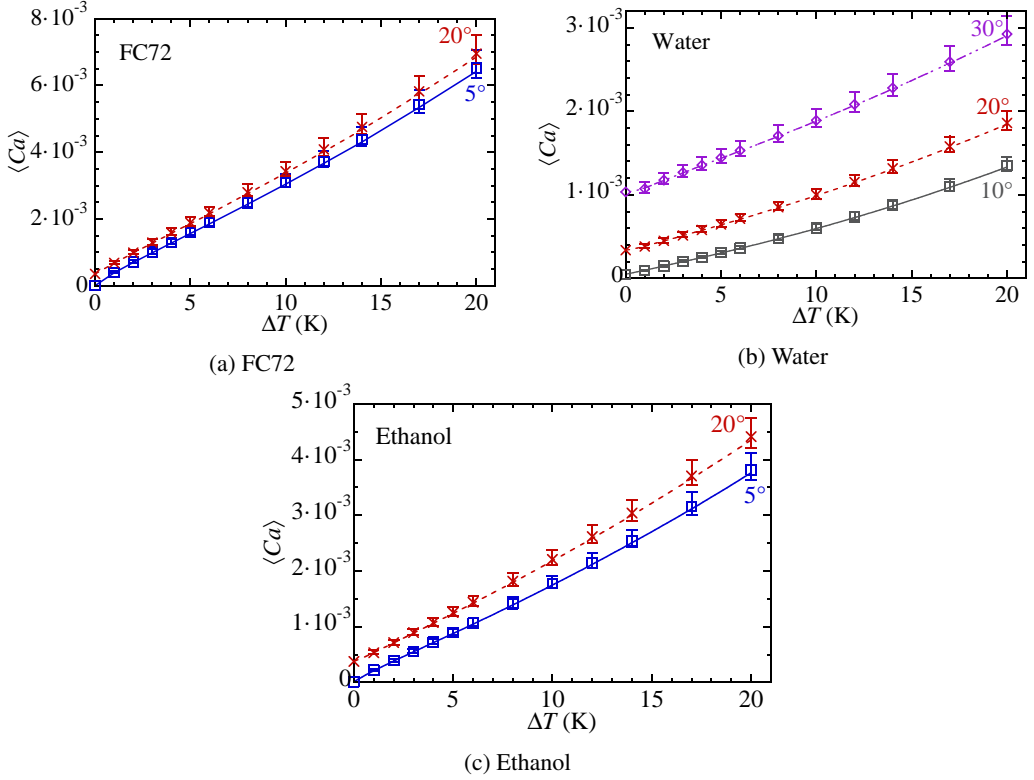 8·10⁻³
6·10⁻³
4·10⁻³
2·10⁻³
0
⟨Ca⟩
FC72
20°
5°
0 5 10 15 20
ΔT (K)
(a) FC72
3·10⁻³
2·10⁻³
1·10⁻³
0
⟨Ca⟩
Water
30°
20°
10°
0 5 10 15 20
ΔT (K)
(b) Water
5·10⁻³
4·10⁻³
3·10⁻³
2·10⁻³
1·10⁻³
0
⟨Ca⟩
Ethanol
20°
5°
0 5 10 15 20
ΔT (K)
(c) Ethanol